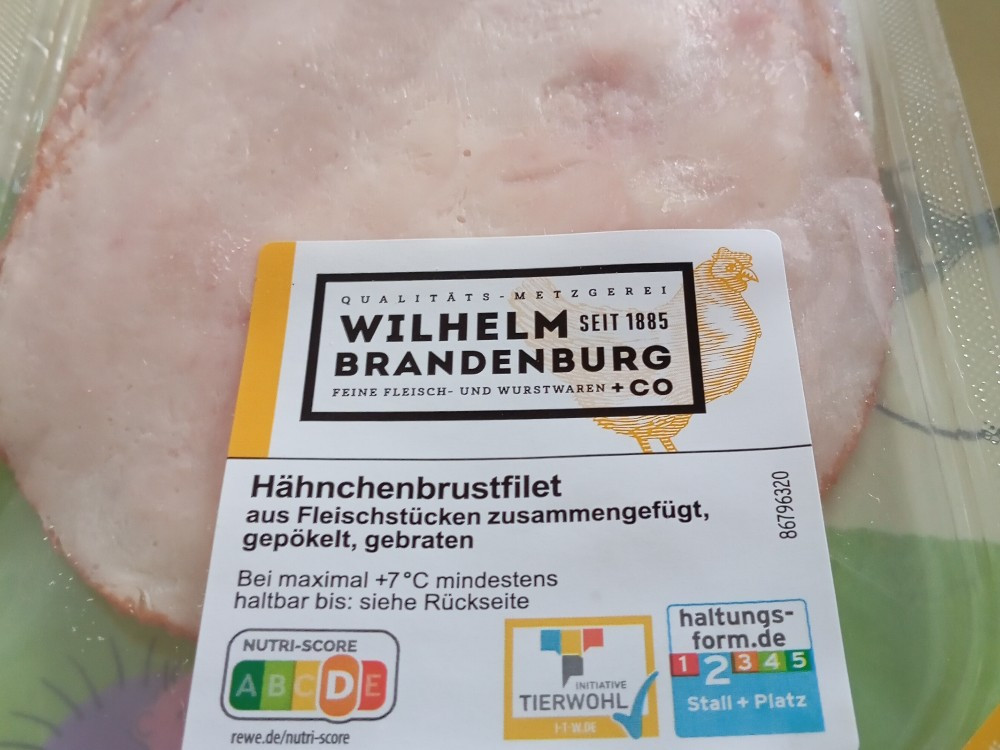 QUALITÄTS-METZGEREI
WILHELM SEIT 1885
BRANDENBURG
FEINE FLEISCH- UND WURSTWAREN + CO
Hähnchenbrustfilet
aus Fleischstücken zusammengefügt,
gepökelt, gebraten
86796320
Bei maximal +7°C mindestens
haltbar bis: siehe Rückseite
NUTRI-SCORE
A B C D E
rewe.de/nutri-score
INITIATIVE
TIERWOHL
I-T-W.DE
haltungs-
form.de
1 2 3 4 5
Stall + Platz